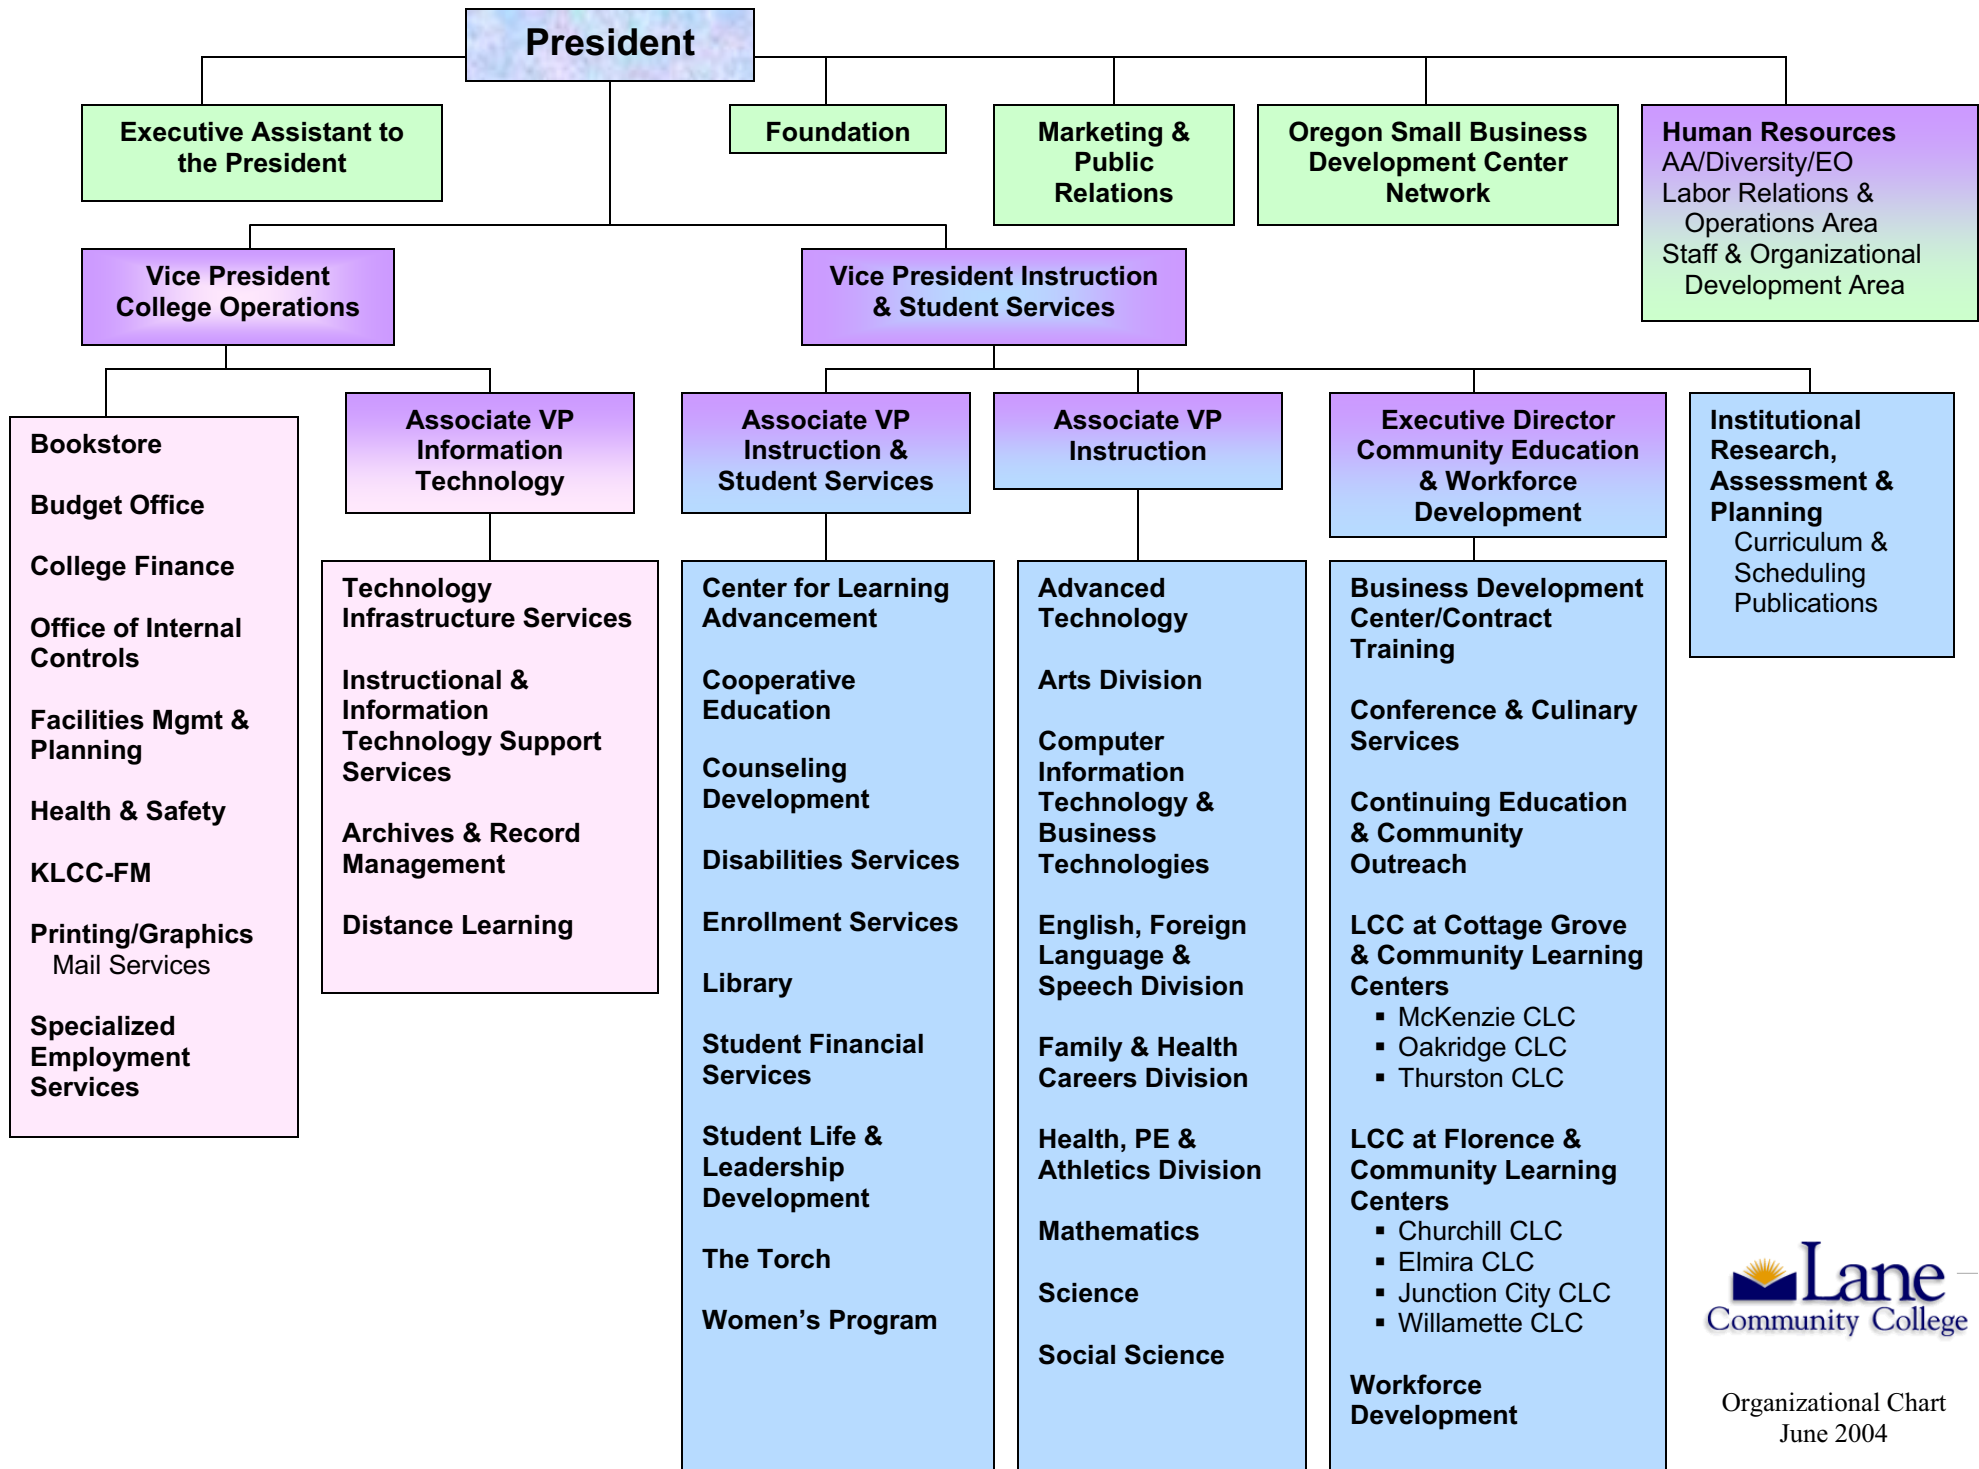 President
Executive Assistant to
the President
Foundation
Marketing &
Public
Relations
Oregon Small Business
Development Center
Network
Human Resources
AA/Diversity/EO
Labor Relations &
Operations Area
Staff & Organizational
Development Area
Vice President
College Operations
Vice President Instruction
& Student Services
Bookstore
Budget Office
College Finance
Office of Internal
Controls
Facilities Mgmt &
Planning
Health & Safety
KLCC-FM
Printing/Graphics
Mail Services
Specialized
Employment
Services
Associate VP
Information
Technology
Technology
Infrastructure Services
Instructional &
Information
Technology Support
Services
Archives & Record
Management
Distance Learning
Associate VP
Instruction &
Student Services
Center for Learning
Advancement
Cooperative
Education
Counseling
Development
Disabilities Services
Enrollment Services
Library
Student Financial
Services
Student Life &
Leadership
Development
The Torch
Women's Program
Associate VP
Instruction
Advanced
Technology
Arts Division
Computer
Information
Technology &
Business
Technologies
English, Foreign
Language &
Speech Division
Family & Health
Careers Division
Health, PE &
Athletics Division
Mathematics
Science
Social Science
Executive Director
Community Education
& Workforce
Development
Business Development
Center/Contract
Training
Conference & Culinary
Services
Continuing Education
& Community
Outreach
LCC at Cottage Grove
& Community Learning
Centers
▪ McKenzie CLC
▪ Oakridge CLC
▪ Thurston CLC
LCC at Florence &
Community Learning
Centers
▪ Churchill CLC
▪ Elmira CLC
▪ Junction City CLC
▪ Willamette CLC
Workforce
Development
Institutional
Research,
Assessment &
Planning
Curriculum &
Scheduling
Publications
Lane
Community College
Organizational Chart
June 2004